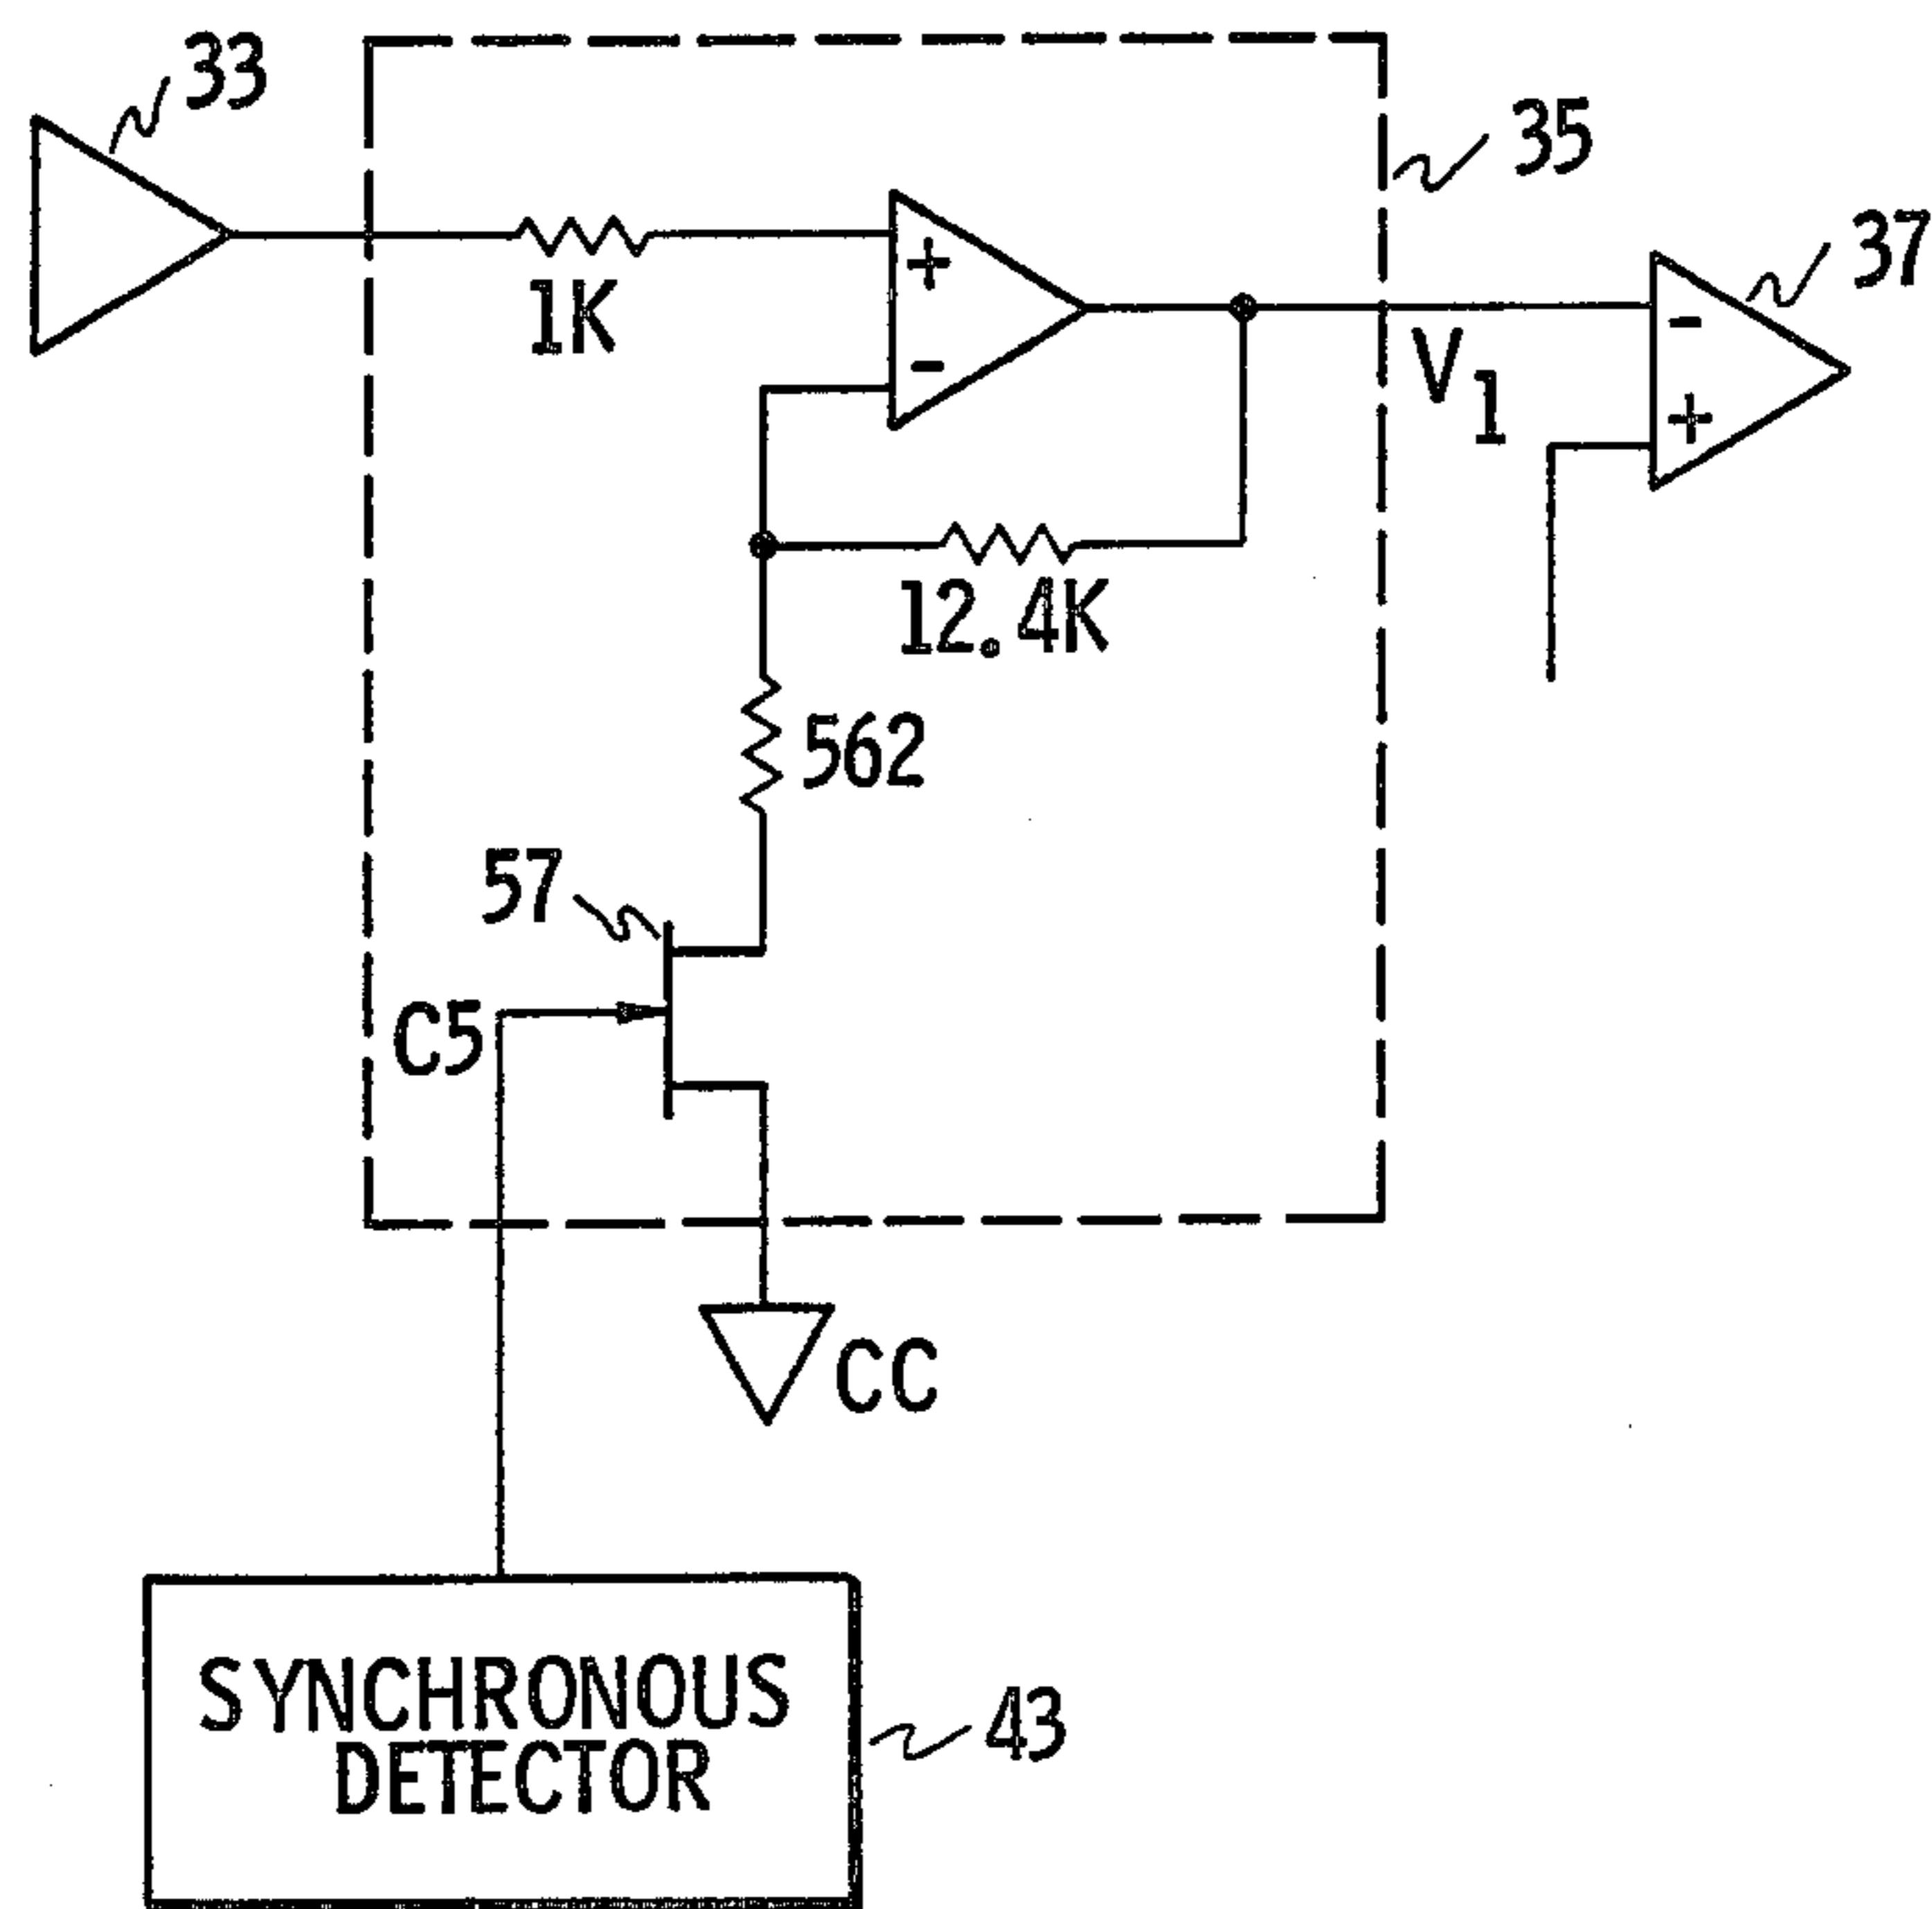 33
35
37
1K
+
-
V1
-
+
12.4K
562
57
C5
CC
SYNCHRONOUS
DETECTOR
43